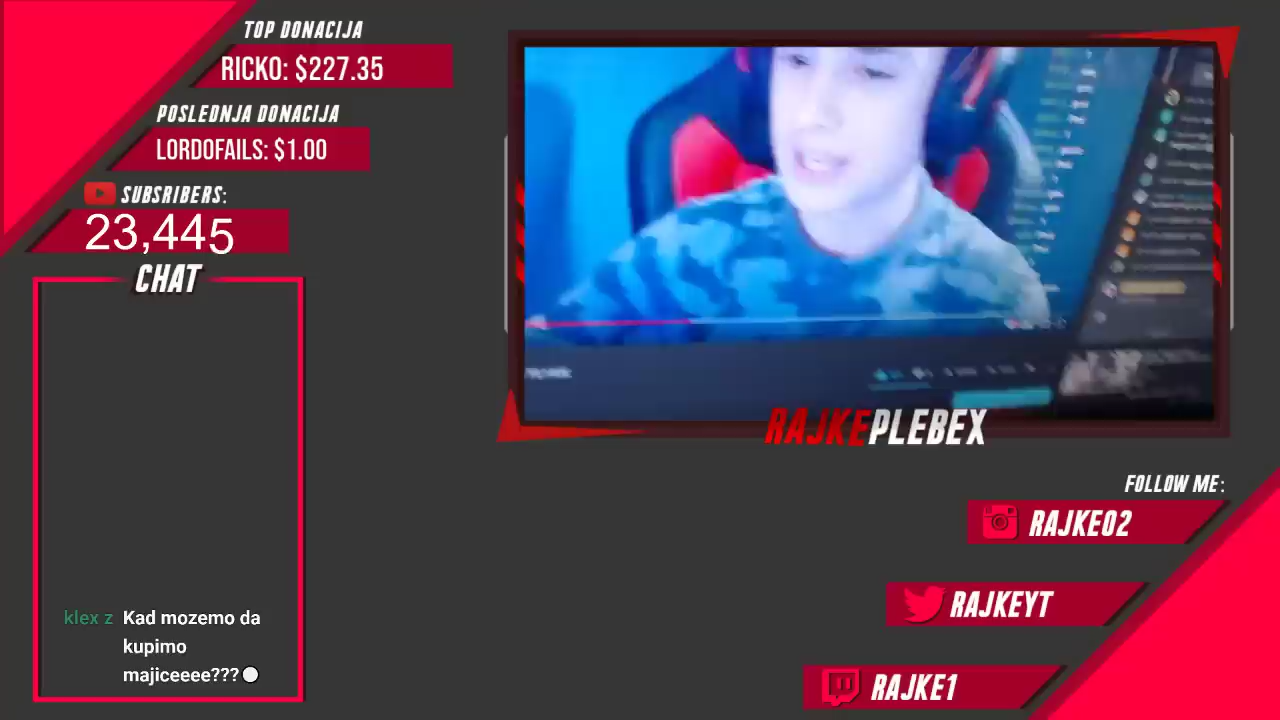 TOP DONACIJA
RICKO: $227.35
POSLEDNJA DONACIJA
LORDOFAILS: $1.00
SUBSRIBERS:
23,445
CHAT
klex z Kad mozemo da
kupimo
majiceeee???
RAJKEPLEBEX
FOLLOW ME:
RAJKE02
RAJKEYT
RAJKE1